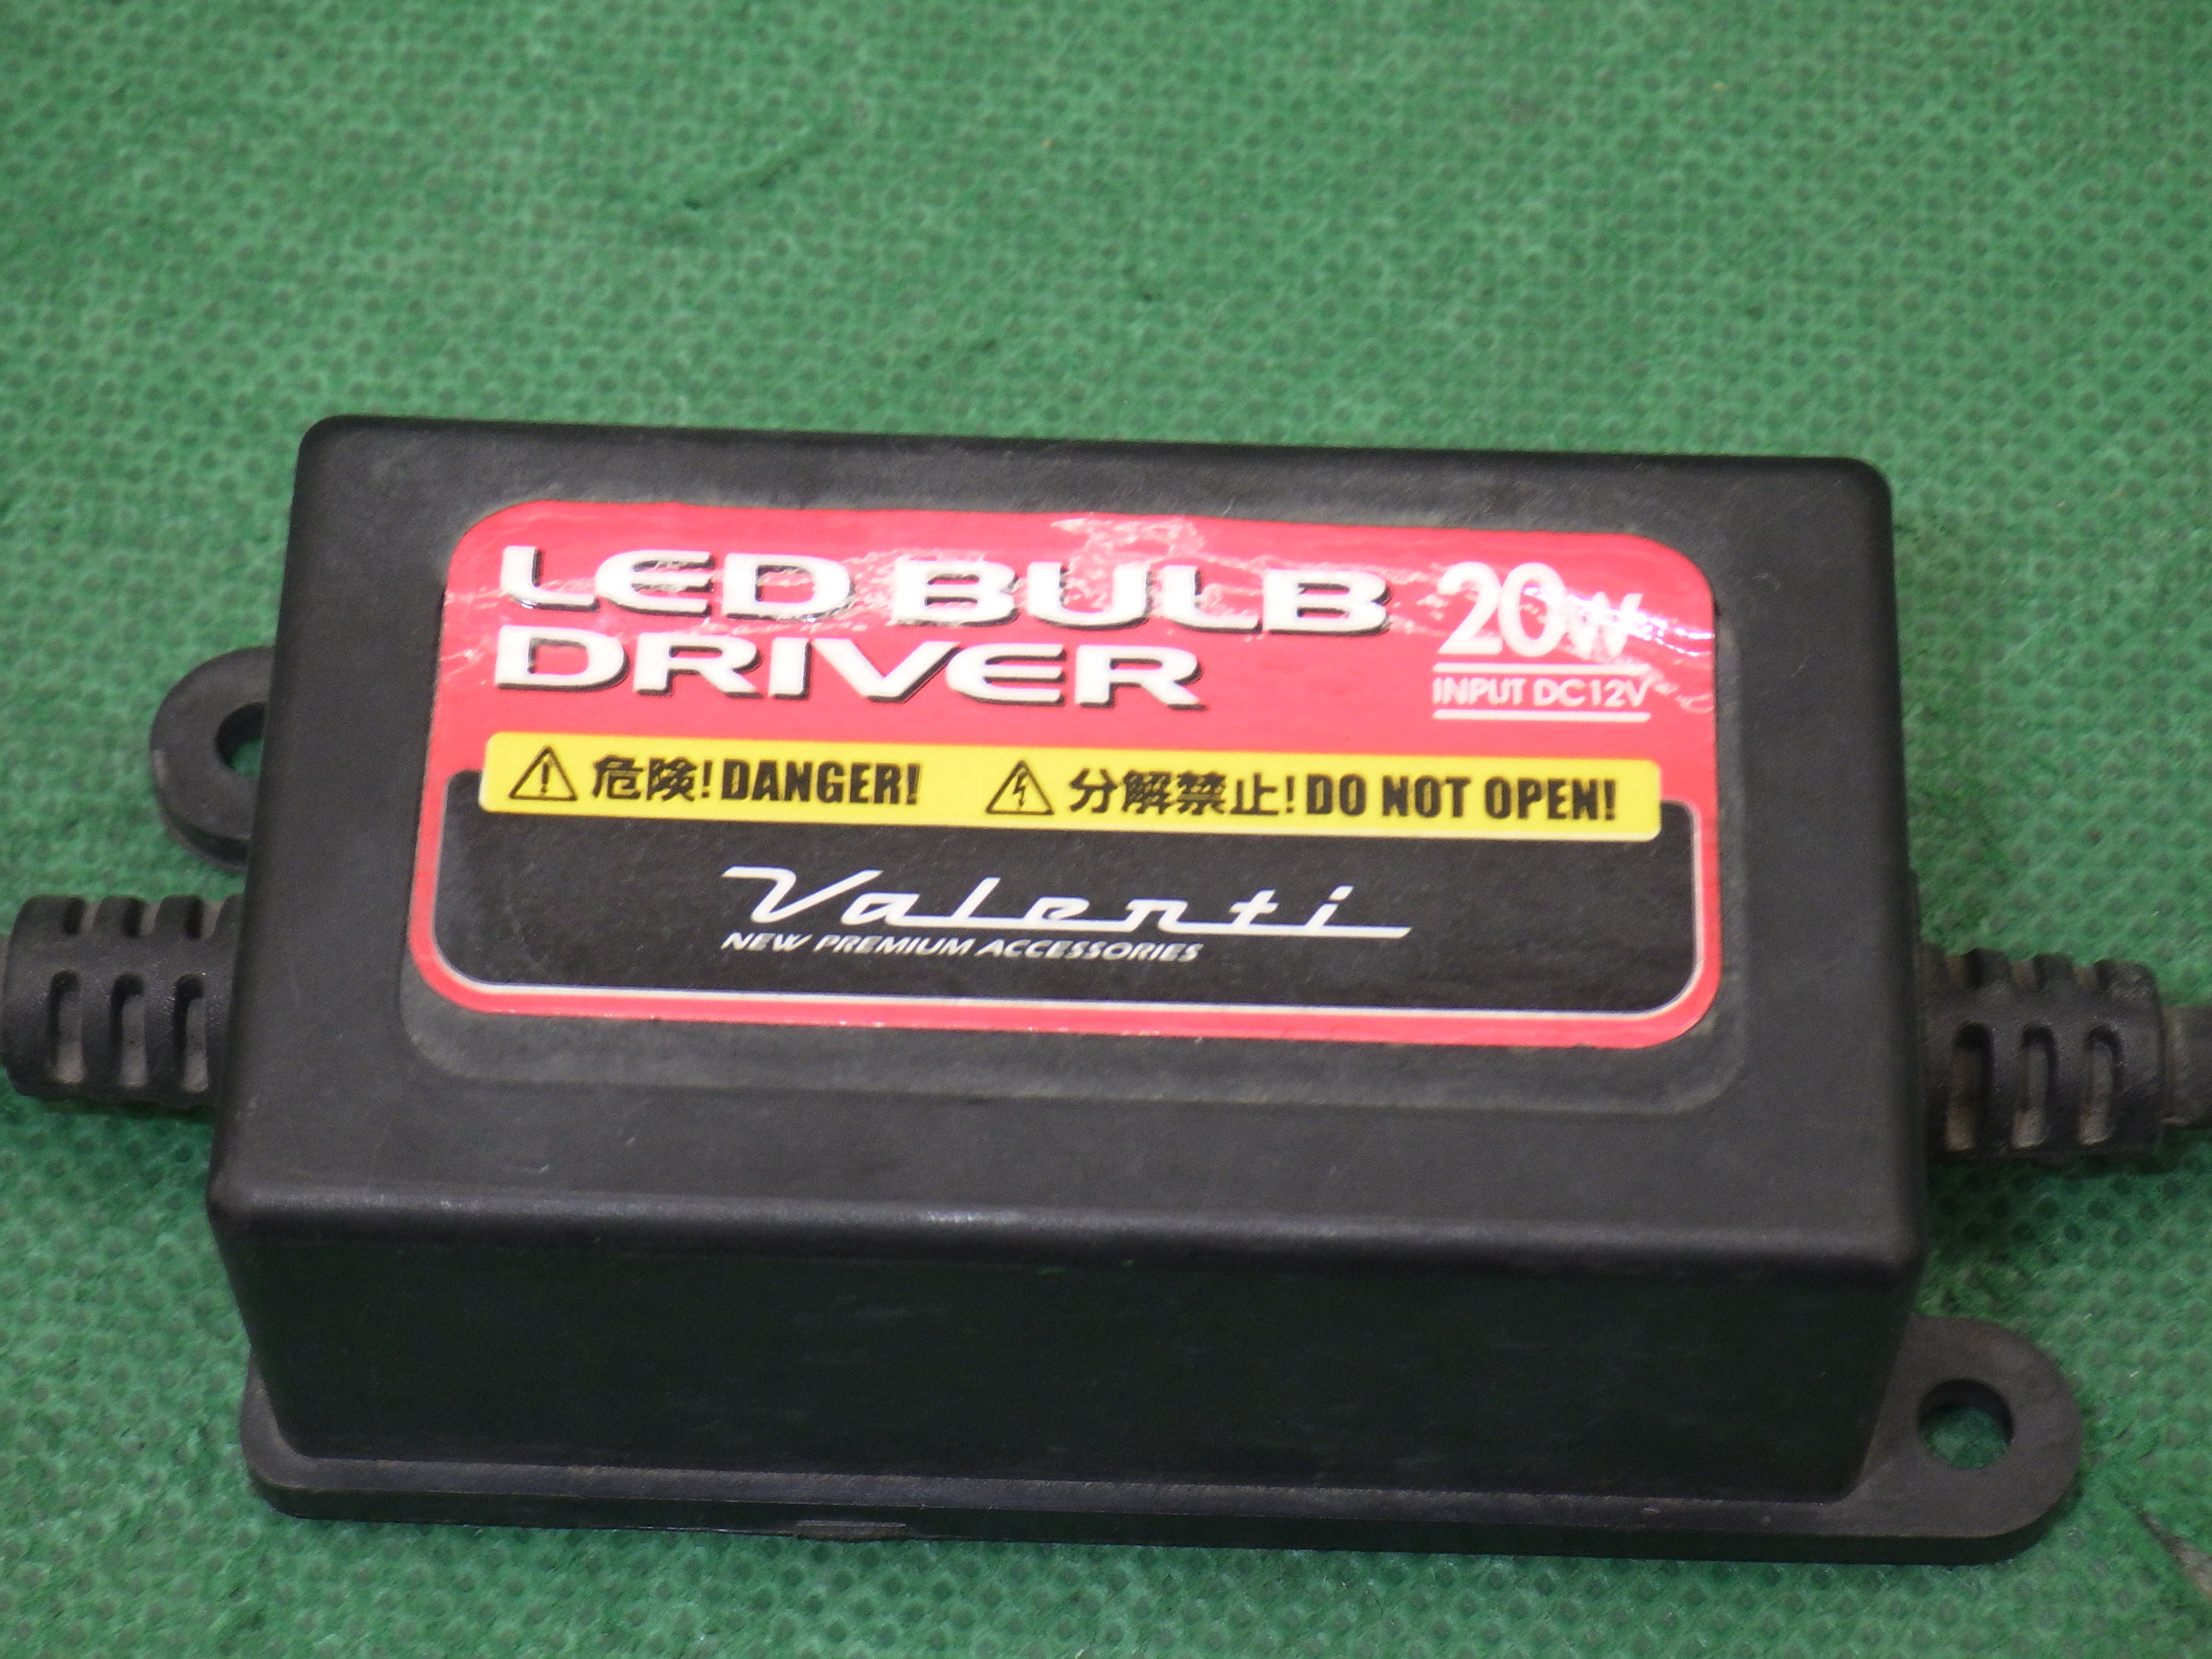 LED BULB
DRIVER
20W
INPUT DC12V
危険! DANGER!
分解禁止! DO NOT OPEN!
Valenti
NEW PREMIUM ACCESSORIES